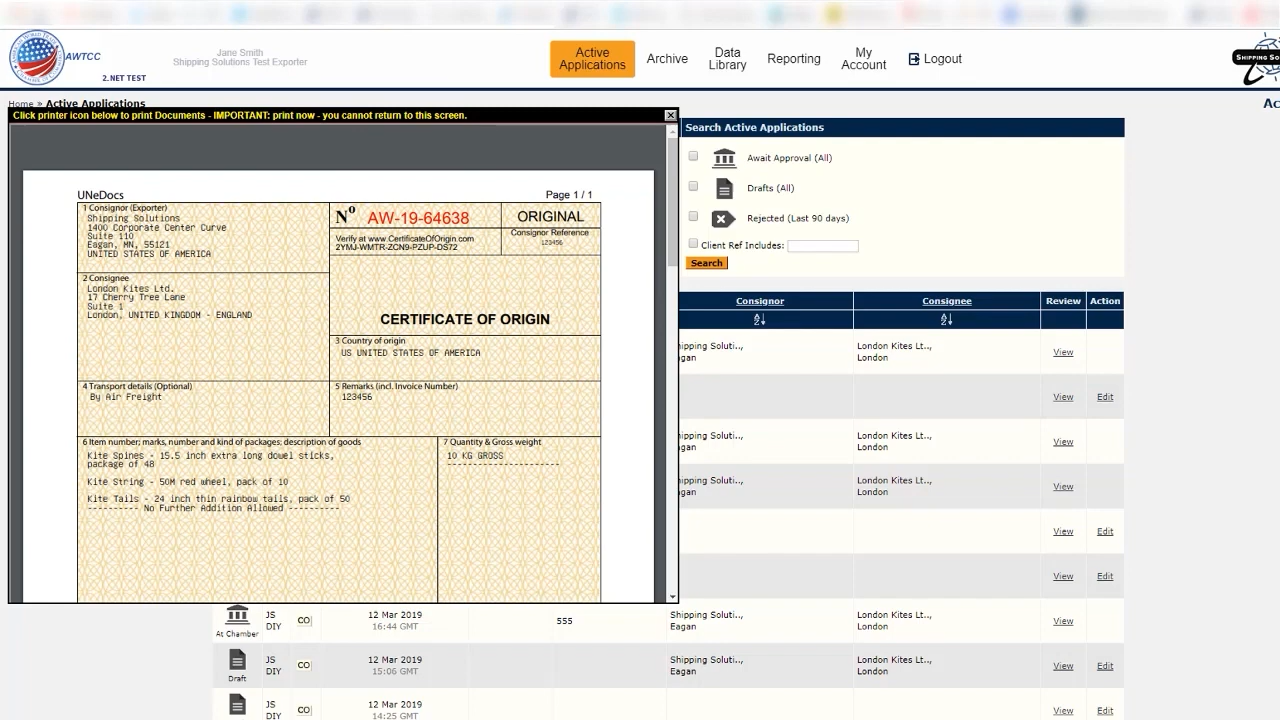 AWTCC
2.NET TEST
Jane Smith
Shipping Solutions Test Exporter
Active Applications
Archive
Data Library
Reporting
My Account
Logout
Home » Active Applications
Click printer icon below to print Documents - IMPORTANT: print now - you cannot return to this screen.
UNeDocs
Page 1 / 1
1 Consignor (Exporter)
Shipping Solutions
1400 Corporate Center Curve
Suite 110
Eagan, MN, 55121
UNITED STATES OF AMERICA
Nº AW-19-64638
ORIGINAL
Verify at www.CertificateOfOrigin.com
2YMJ-WMTR-ZCN9-PZUP-DS72
Consignor Reference
123456
2 Consignee
London Kites Ltd.
17 Cherry Tree Lane
Suite 1
London, UNITED KINGDOM - ENGLAND
CERTIFICATE OF ORIGIN
3 Country of origin
US UNITED STATES OF AMERICA
4 Transport details (Optional)
By Air Freight
5 Remarks (incl. Invoice Number)
123456
6 Item number; marks, number and kind of packages; description of goods
Kite Spines - 15.5 inch extra long dowel sticks,
package of 48
Kite String - 50M red wheel, pack of 10
Kite Tails - 24 inch thin rainbow tails, pack of 50
---------- No Further Addition Allowed ----------
7 Quantity & Gross weight
10 KG GROSS
--------------------
Search Active Applications
Await Approval (All)
Drafts (All)
Rejected (Last 90 days)
Client Ref Includes:
Search
Consignor Consignee Review Action
hipping Soluti.., London Kites Lt.., View
agan London
View Edit
hipping Soluti.., London Kites Lt.., View
agan London
hipping Soluti.., London Kites Lt.., View
agan London
View Edit
View Edit
At Chamber JS DIY CO 12 Mar 2019 16:44 GMT 555 Shipping Soluti.., Eagan London Kites Lt.., London View
Draft JS DIY CO 12 Mar 2019 15:06 GMT Shipping Soluti.., Eagan London Kites Lt.., London View Edit
JS DIY CO 12 Mar 2019 14:25 GMT View Edit
SHIPPING SO
Ac